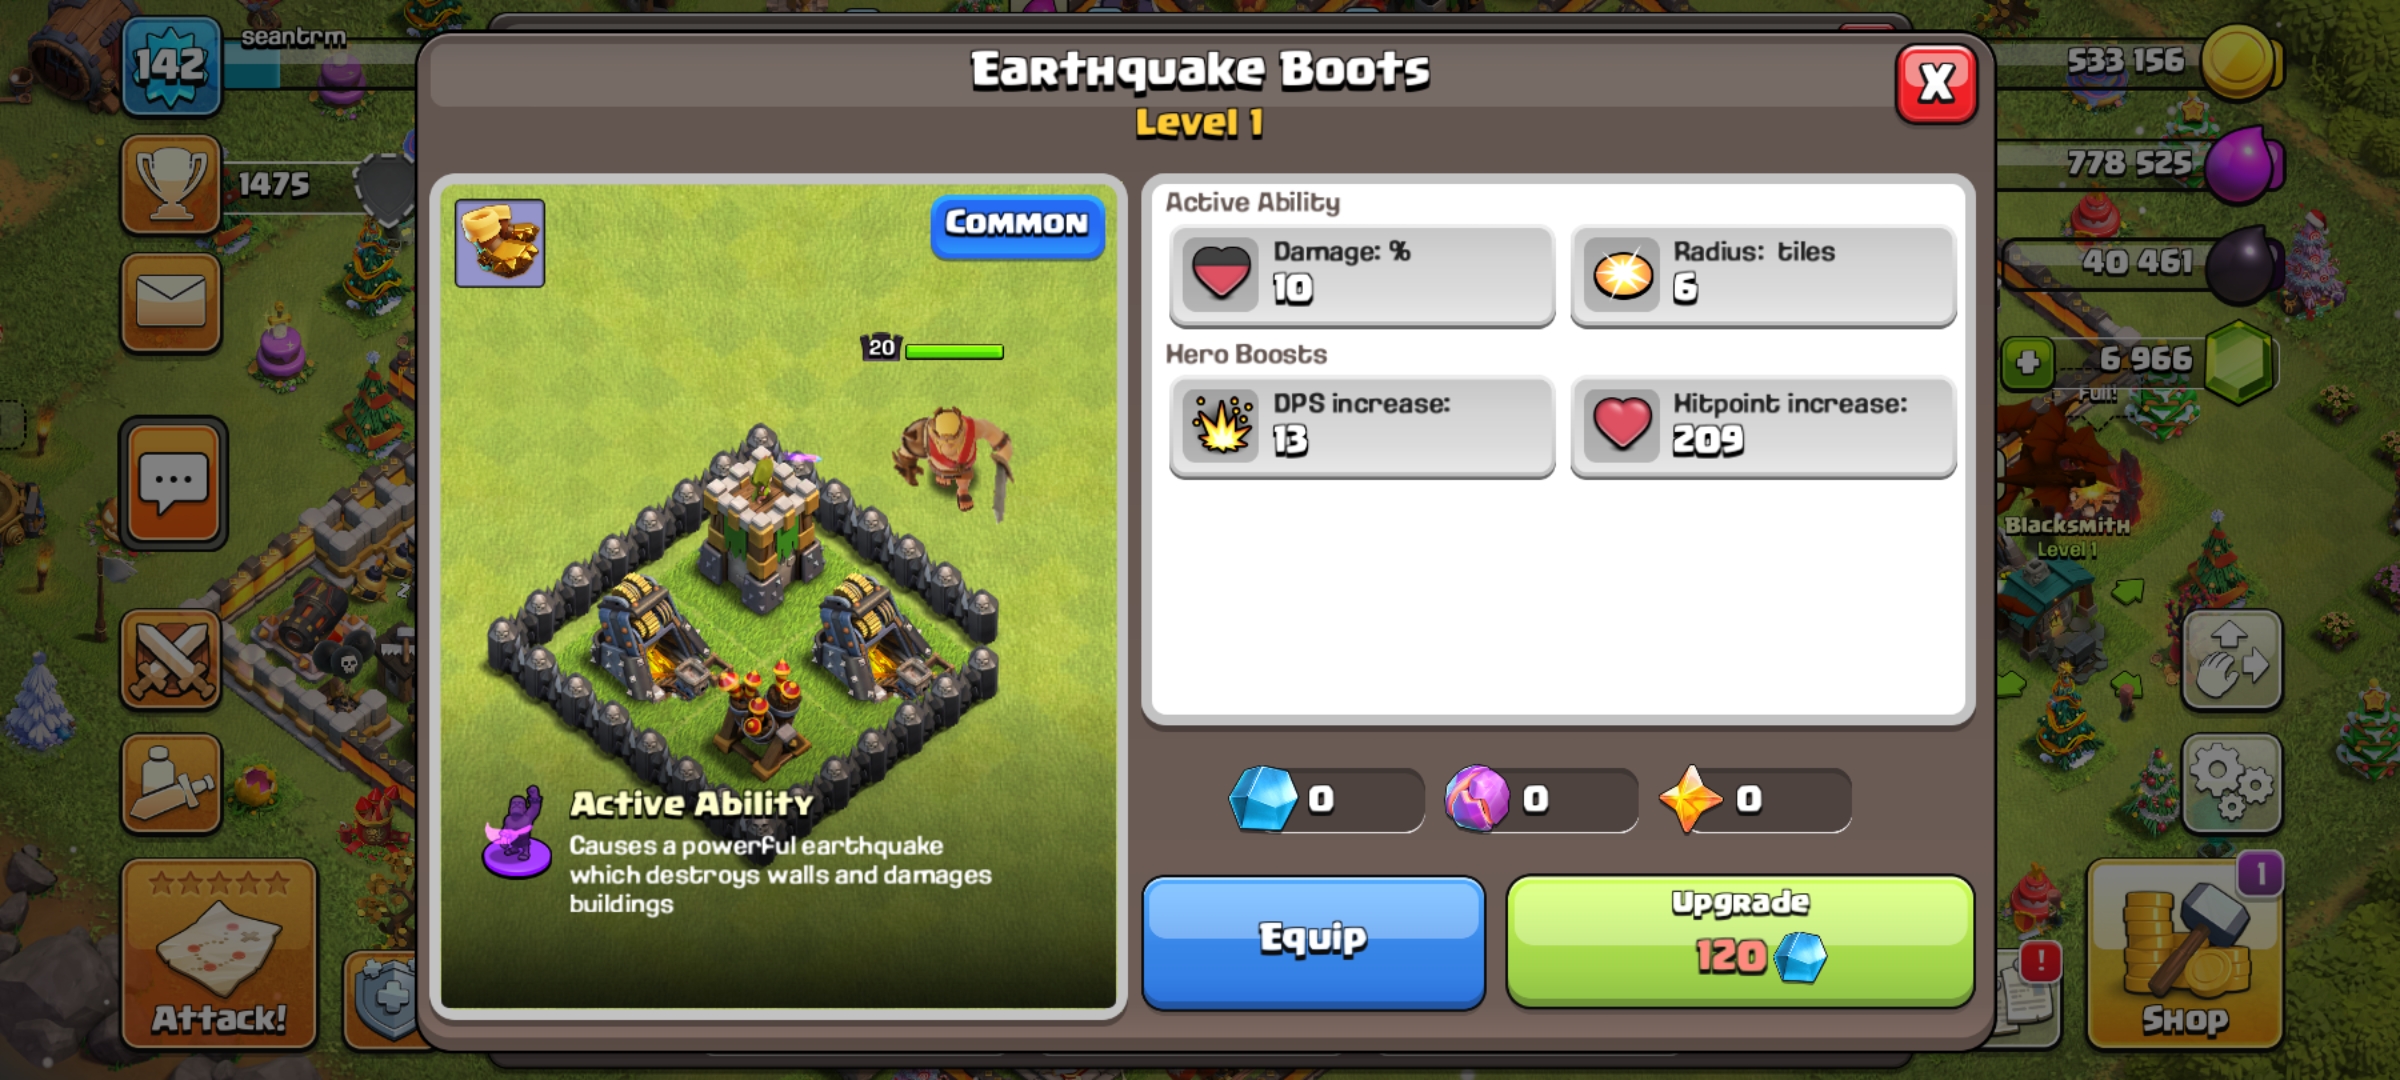 142
seantrm
1475
Attack!
Earthquake Boots
Level 1
X
Common
20
Active Ability
Causes a powerful earthquake
which destroys walls and damages
buildings
Active Ability
Damage: %
10
Radius: tiles
6
Hero Boosts
DPS increase:
13
Hitpoint increase:
209
0
0
0
Equip
Upgrade
120
533 156
778 525
40 461
6 966
Full!
Blacksmith
Level 1
!
1
Shop